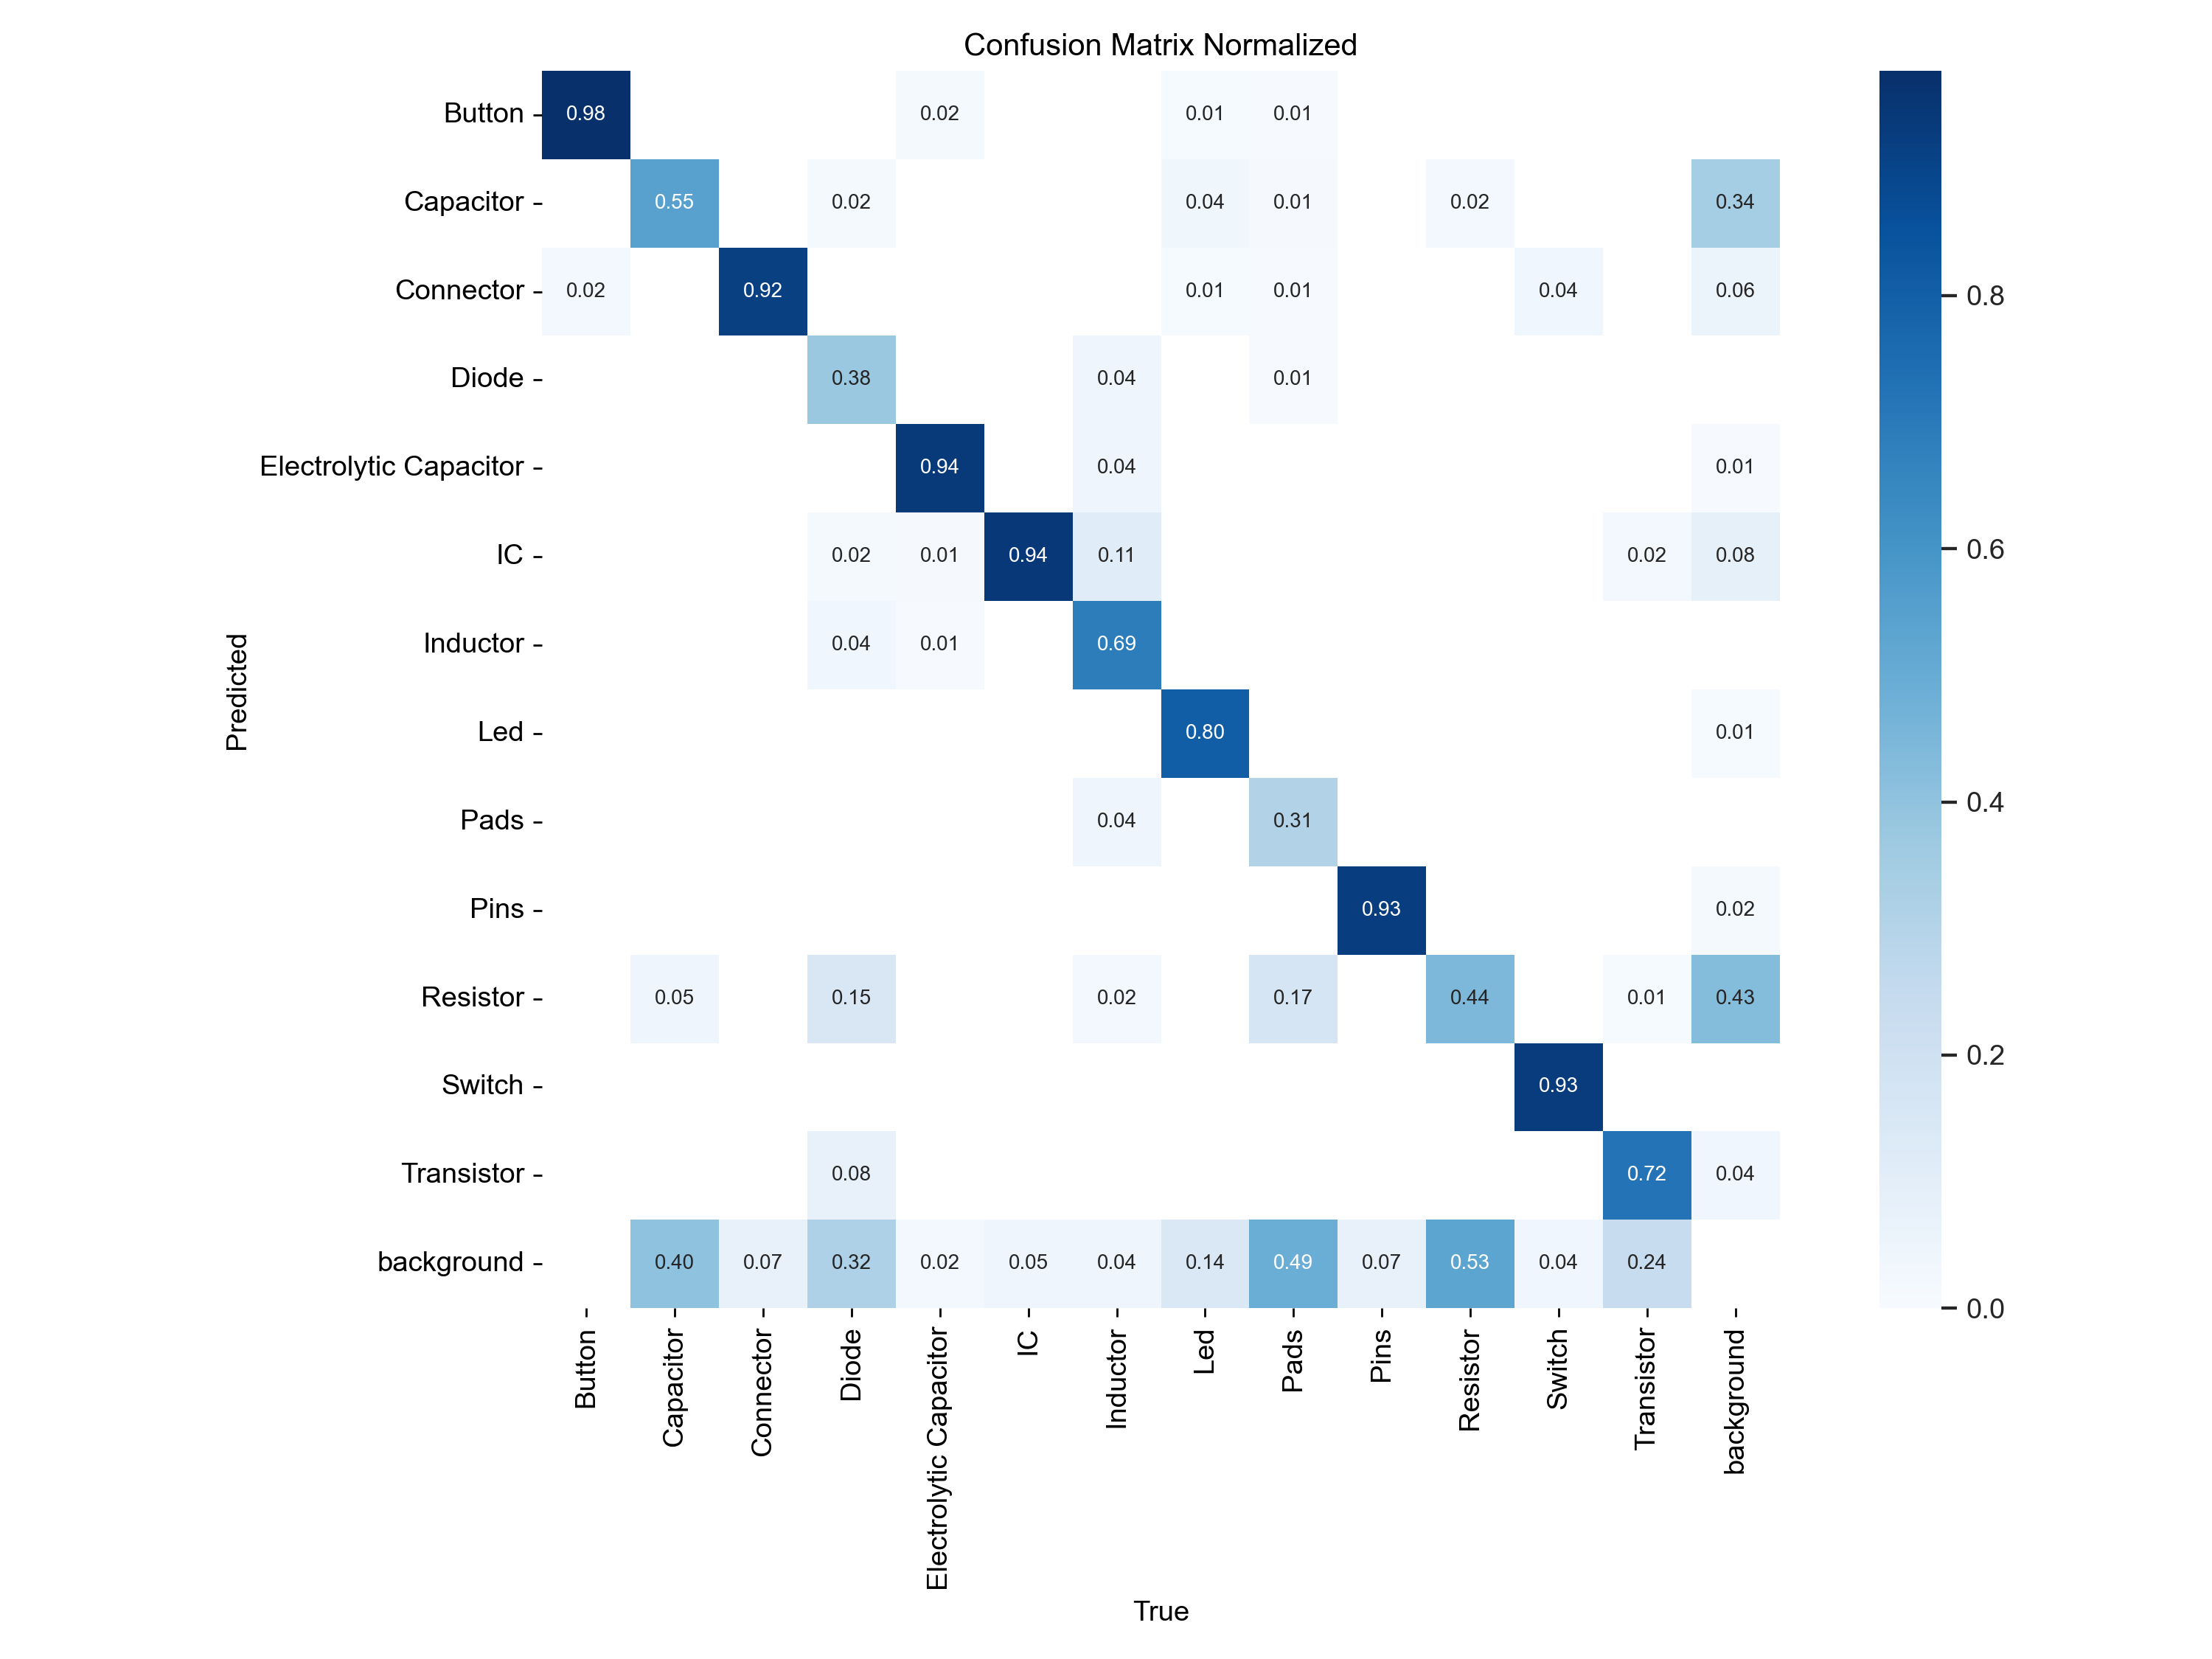 Confusion Matrix Normalized
Button 0.98 0.02 0.01 0.01
Capacitor 0.55 0.02 0.04 0.01 0.02 0.34
Connector 0.02 0.92 0.01 0.01 0.04 0.06
Diode 0.38 0.04 0.01
Electrolytic Capacitor 0.94 0.04 0.01
IC 0.02 0.01 0.94 0.11 0.02 0.08
Inductor 0.04 0.01 0.69
Led 0.80 0.01
Pads 0.04 0.31
Pins 0.93 0.02
Resistor 0.05 0.15 0.02 0.17 0.44 0.01 0.43
Switch 0.93
Transistor 0.08 0.72 0.04
background 0.40 0.07 0.32 0.02 0.05 0.04 0.14 0.49 0.07 0.53 0.04 0.24
Predicted
Button
Capacitor
Connector
Diode
Electrolytic Capacitor
IC
Inductor
Led
Pads
Pins
Resistor
Switch
Transistor
background
True
0.8
0.6
0.4
0.2
0.0